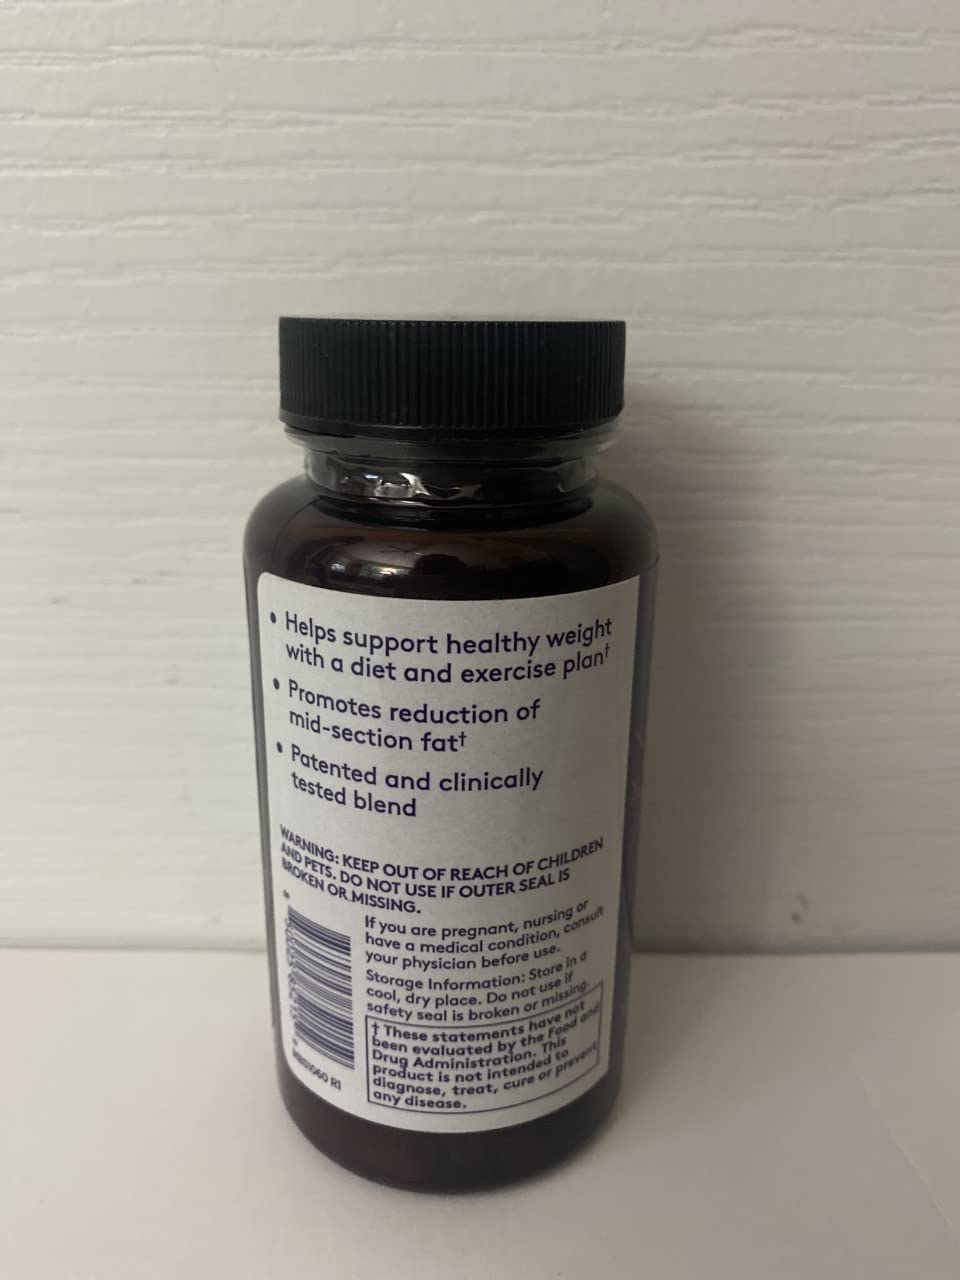 • Helps support healthy weight
with a diet and exercise plan†
• Promotes reduction of
mid-section fat†
• Patented and clinically
tested blend
WARNING: KEEP OUT OF REACH OF CHILDREN
AND PETS. DO NOT USE IF OUTER SEAL IS
BROKEN OR MISSING.
If you are pregnant, nursing or
have a medical condition, consult
your physician before use.
Storage Information: Store in a
cool, dry place. Do not use if
safety seal is broken or missing.
† These statements have not
been evaluated by the Food and
Drug Administration. This
product is not intended to
diagnose, treat, cure or prevent
any disease.